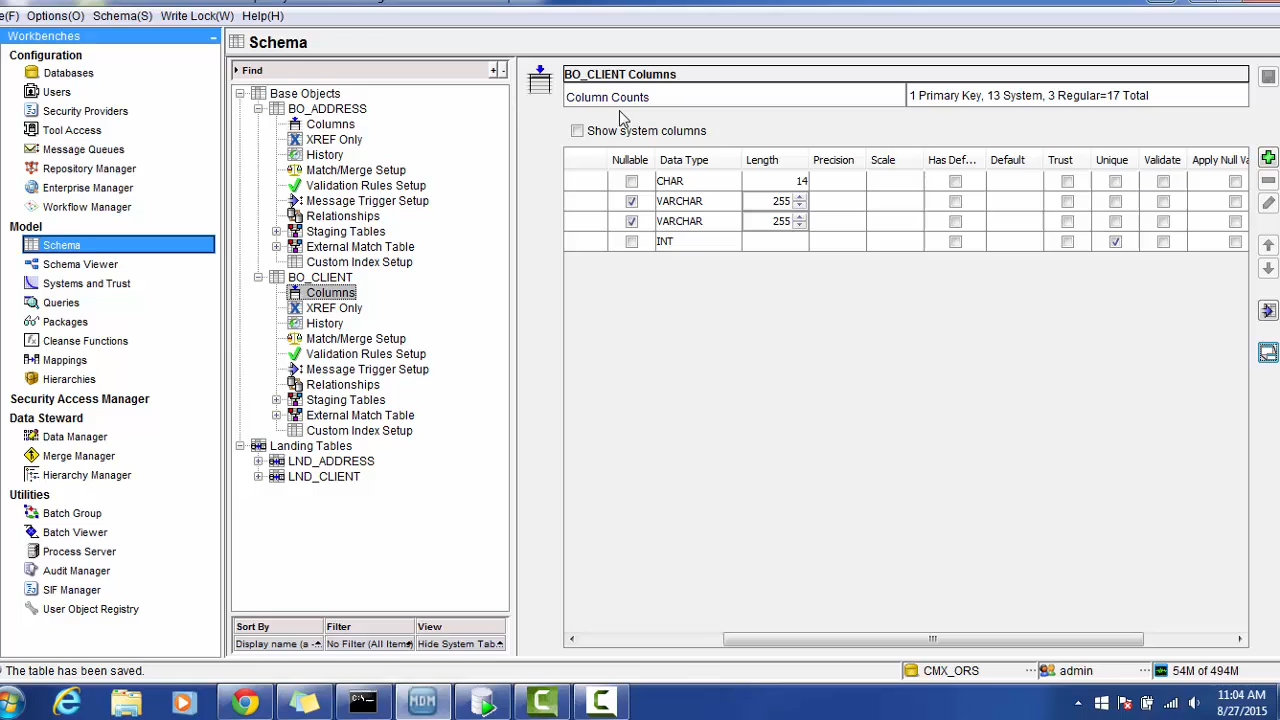 e(F) Options(O) Schema(S) Write Lock(W) Help(H)
Workbenches
Configuration
Databases
Users
Security Providers
Tool Access
Message Queues
Repository Manager
Enterprise Manager
Workflow Manager
Model
Schema
Schema Viewer
Systems and Trust
Queries
Packages
Cleanse Functions
Mappings
Hierarchies
Security Access Manager
Data Steward
Data Manager
Merge Manager
Hierarchy Manager
Utilities
Batch Group
Batch Viewer
Process Server
Audit Manager
SIF Manager
User Object Registry
Schema
Find
Base Objects
BO_ADDRESS
Columns
XREF Only
History
Match/Merge Setup
Validation Rules Setup
Message Trigger Setup
Relationships
Staging Tables
External Match Table
Custom Index Setup
BO_CLIENT
Columns
XREF Only
History
Match/Merge Setup
Validation Rules Setup
Message Trigger Setup
Relationships
Staging Tables
External Match Table
Custom Index Setup
Landing Tables
LND_ADDRESS
LND_CLIENT
Sort By Filter View
Display name (a - No Filter (All Items) Hide System Tab...
BO_CLIENT Columns
Column Counts 1 Primary Key, 13 System, 3 Regular=17 Total
Show system columns
Nullable Data Type Length Precision Scale Has Def... Default Trust Unique Validate Apply Null Va
CHAR 14
VARCHAR 255
VARCHAR 255
INT
The table has been saved. CMX_ORS admin 54M of 494M
MDM
11:04 AM
8/27/2015